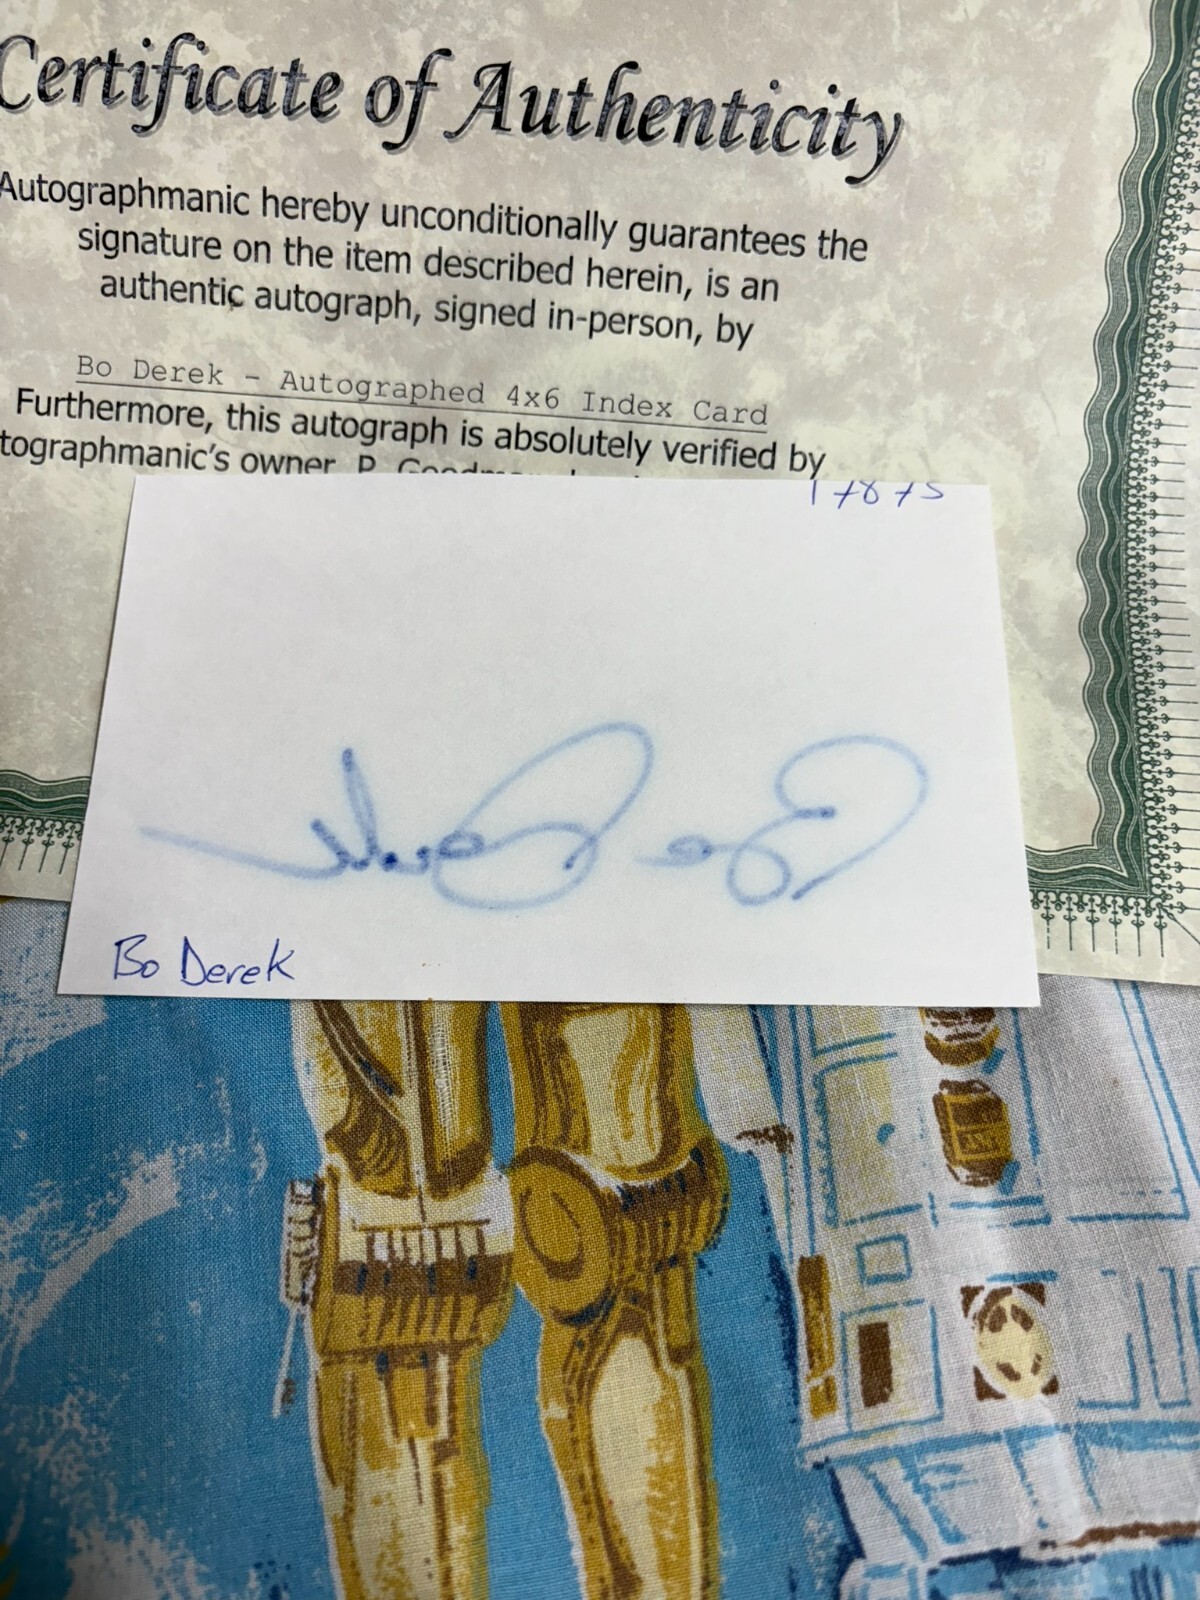 Certificate of Authenticity
Autographmanic hereby unconditionally guarantees the
signature on the item described herein, is an
authentic autograph, signed in-person, by
Bo Derek - Autographed 4x6 Index Card
Furthermore, this autograph is absolutely verified by
tographmanic's owner, P.
Bo Derek
Bo Derek